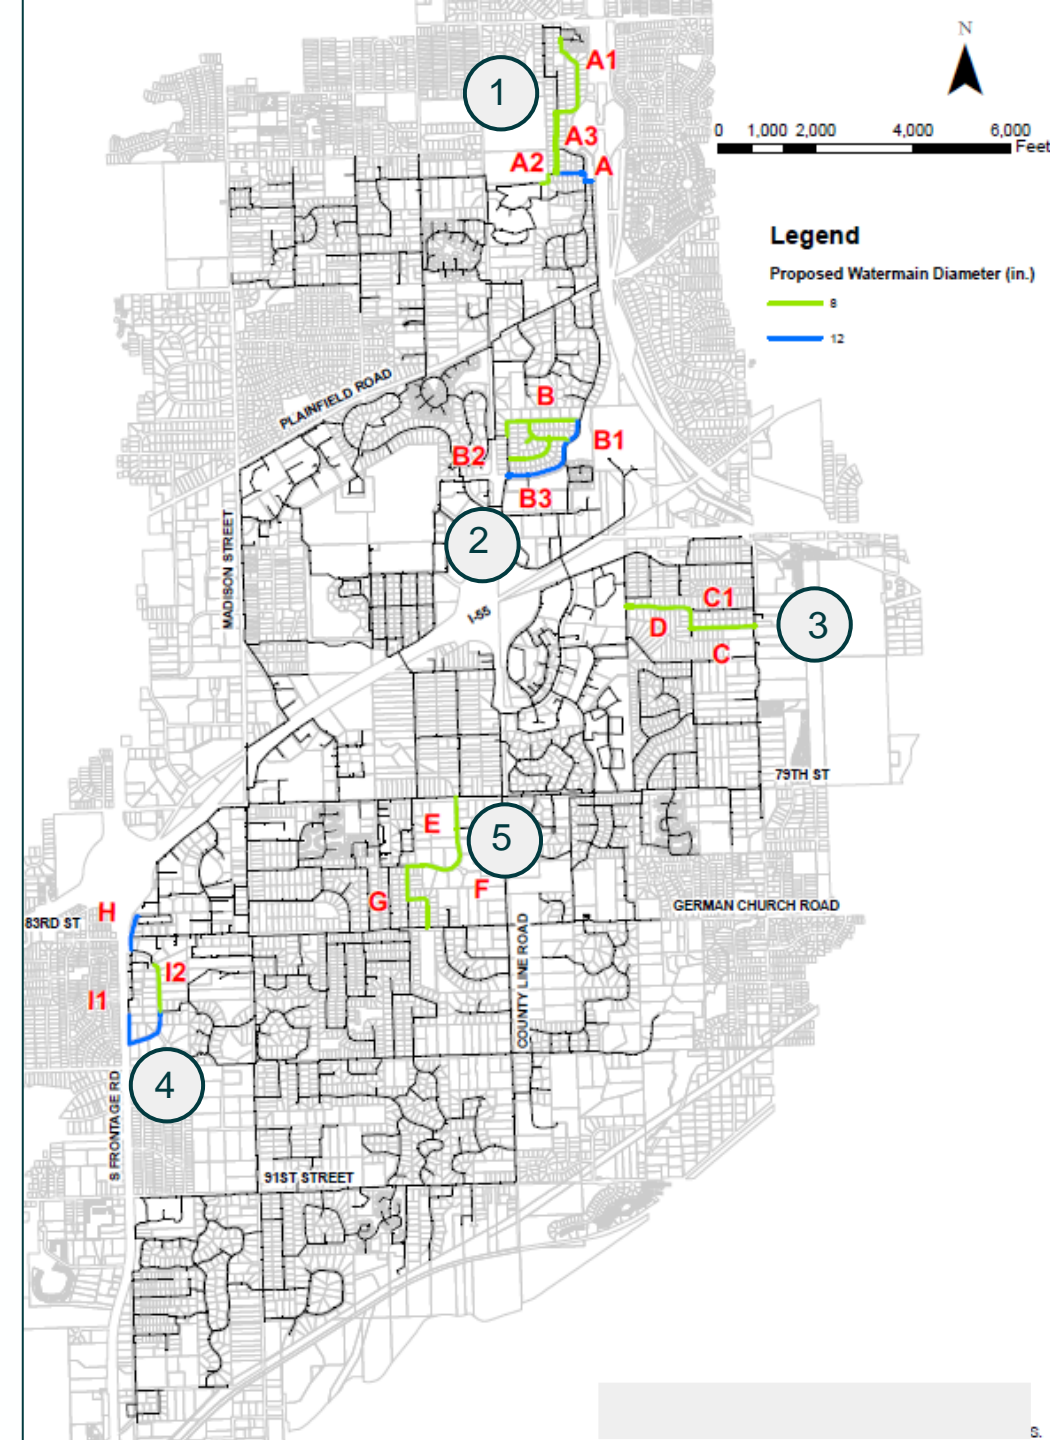 N
A1
1
0 1,000 2,000 4,000 6,000
Feet
A3
A2
A
Legend
Proposed Watermain Diameter (in.)
8
12
PLAINFIELD ROAD
B
B1
B2
B3
MADISON STREET
2
I-55
C1
D
3
C
79TH ST
E
5
F
G
GERMAN CHURCH ROAD
H
83RD ST
COUNTY LINE ROAD
I2
I1
4
S FRONTAGE RD
91ST STREET
s.